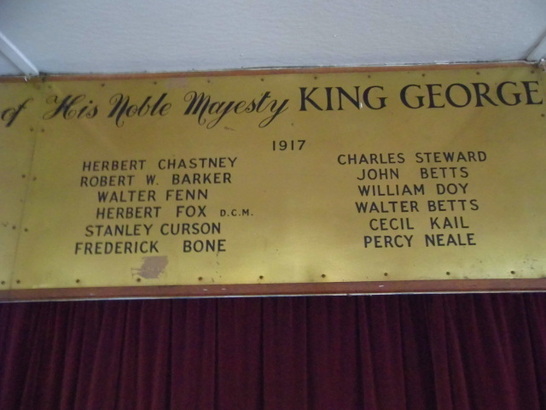 of His Noble Majesty KING GEORGE
1917
HERBERT CHASTNEY
ROBERT W. BARKER
WALTER FENN
HERBERT FOX D.C.M.
STANLEY CURSON
FREDERICK BONE
CHARLES STEWARD
JOHN BETTS
WILLIAM DOY
WALTER BETTS
CECIL KAIL
PERCY NEALE